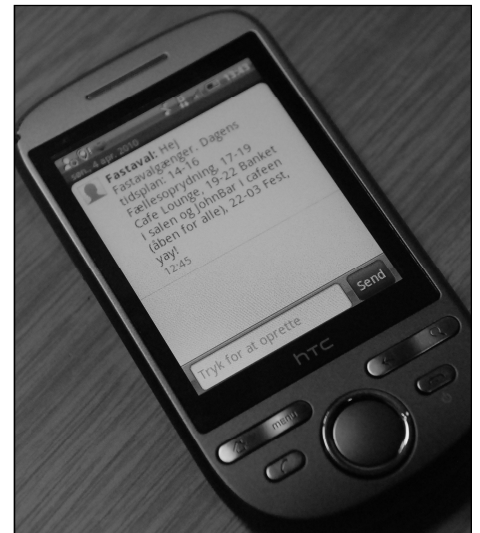 13:43
søn, 4 apr, 2010
Fastaval: Hej
Fastavalgænger. Dagens
tidsplan: 14-16
Fællesoprydning, 17-19
Cafe Lounge, 19-22 Banket
i salen og JohnBar i cafeen
(åben for alle), 22-03 Fest,
yay!
12:45
Tryk for at oprette
Send
hTC
menu